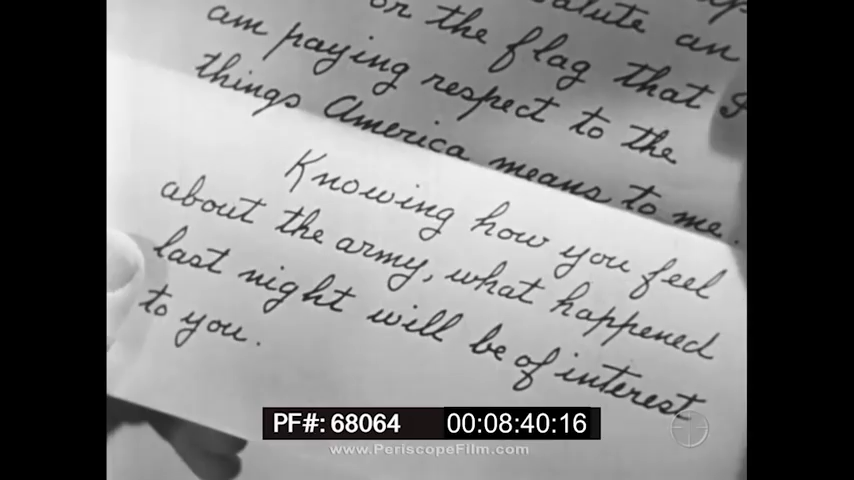 salute an
or the flag that I
am paying respect to the
things America means to me.
Knowing how you feel
about the army, what happened
last night will be of interest
to you.
PF#: 68064 00:08:40:16
www.PeriscopeFilm.com